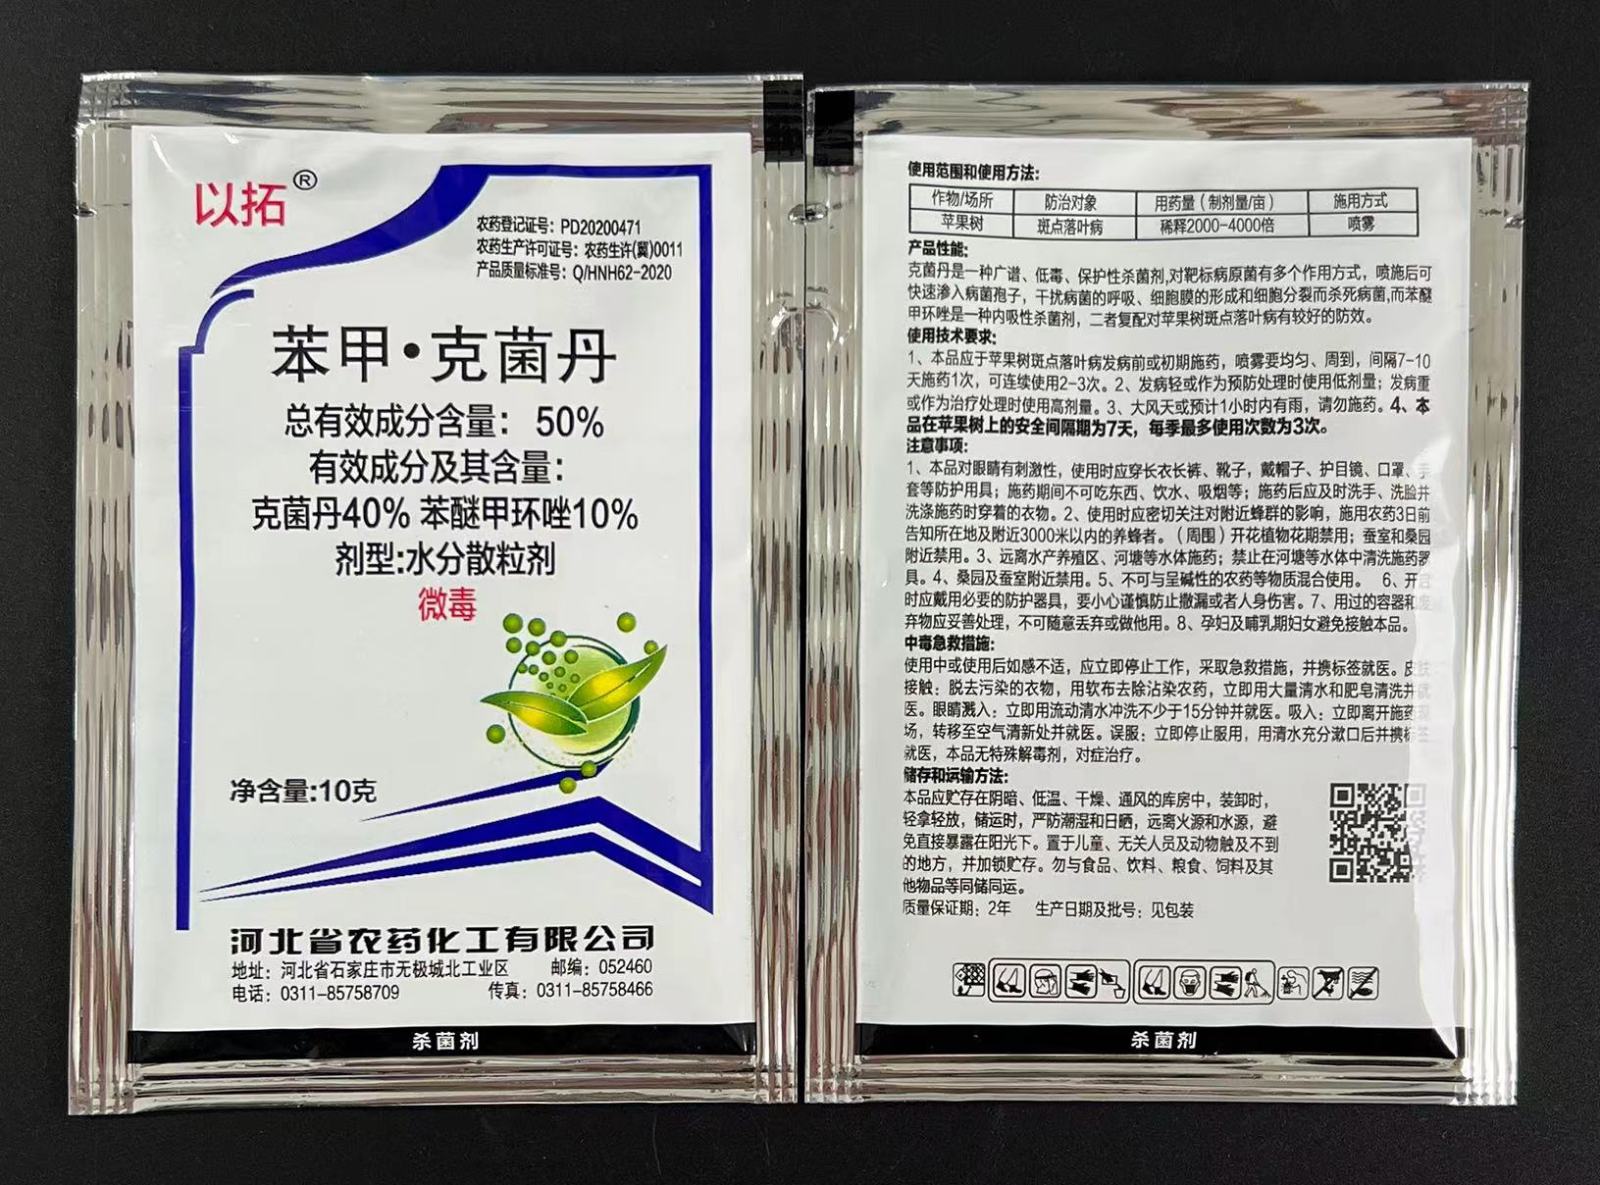 以拓®
农药登记证号：PD20200471
农药生产许可证号：农药生许(冀)0011
产品质量标准号：Q/HNH62-2020
苯甲·克菌丹
总有效成分含量： 50%
有效成分及其含量：
克菌丹40% 苯醚甲环唑10%
剂型:水分散粒剂
微毒
净含量:10克
河北省农药化工有限公司
地址：河北省石家庄市无极城北工业区 邮编：052460
电话：0311-85758709 传真：0311-85758466
杀菌剂
使用范围和使用方法：
作物/场所 防治对象 用药量（制剂量/亩） 施用方式
苹果树 斑点落叶病 稀释2000-4000倍 喷雾
产品性能：
克菌丹是一种广谱、低毒、保护性杀菌剂,对靶标病原菌有多个作用方式，喷施后可
快速渗入病菌孢子，干扰病菌的呼吸、细胞膜的形成和细胞分裂而杀死病菌,而苯醚
甲环唑是一种内吸性杀菌剂，二者复配对苹果树斑点落叶病有较好的防效。
使用技术要求：
1、本品应于苹果树斑点落叶病发病前或初期施药，喷雾要均匀、周到，间隔7-10
天施药1次，可连续使用2-3次。2、发病轻或作为预防处理时使用低剂量；发病重
或作为治疗处理时使用高剂量。3、大风天或预计1小时内有雨，请勿施药。4、本
品在苹果树上的安全间隔期为7天，每季最多使用次数为3次。
注意事项：
1、本品对眼睛有刺激性，使用时应穿长衣长裤、靴子，戴帽子、护目镜、口罩、手
套等防护用具；施药期间不可吃东西、饮水、吸烟等；施药后应及时洗手、洗脸并
洗涤施药时穿着的衣物。2、使用时应密切关注对附近蜂群的影响，施用农药3日前
告知所在地及附近3000米以内的养蜂者。（周围）开花植物花期禁用；蚕室和桑园
附近禁用。3、远离水产养殖区、河塘等水体施药；禁止在河塘等水体中清洗施药器
具。4、桑园及蚕室附近禁用。5、不可与呈碱性的农药等物质混合使用。 6、开启
时应戴用必要的防护器具，要小心谨慎防止撒漏或者人身伤害。7、用过的容器和废
弃物应妥善处理，不可随意丢弃或做他用。8、孕妇及哺乳期妇女避免接触本品。
中毒急救措施：
使用中或使用后如感不适，应立即停止工作，采取急救措施，并携标签就医。皮肤
接触：脱去污染的衣物，用软布去除沾染农药，立即用大量清水和肥皂清洗并就
医。眼睛溅入：立即用流动清水冲洗不少于15分钟并就医。吸入：立即离开施药现
场，转移至空气清新处并就医。误服：立即停止服用，用清水充分漱口后并携标签
就医，本品无特殊解毒剂，对症治疗。
储存和运输方法：
本品应贮存在阴暗、低温、干燥、通风的库房中，装卸时，
轻拿轻放，储运时，严防潮湿和日晒，远离火源和水源，避
免直接暴露在阳光下。置于儿童、无关人员及动物触及不到
的地方，并加锁贮存。勿与食品、饮料、粮食、饲料及其
他物品等同储同运。
质量保证期：2年 生产日期及批号：见包装
杀菌剂